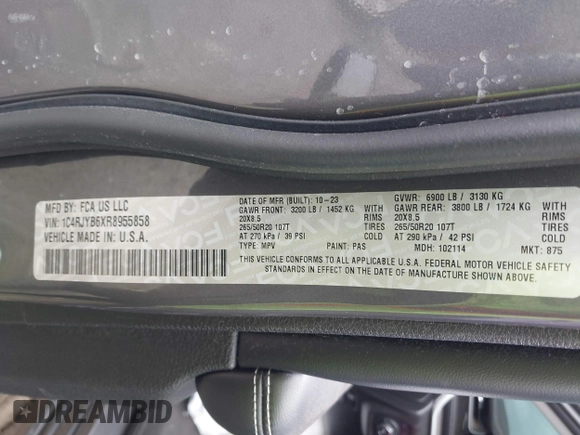 MFD BY: FCA US LLC
VIN: 1C4RJYB6XR8955858
VEHICLE MADE IN: U.S.A.
DATE OF MFR (BUILT): 10-23
GAWR FRONT: 3200 LB / 1452 KG
20X8.5 RIMS
265/50R20 107T TIRES
AT 270 kPa / 39 PSI COLD
TYPE: MPV PAINT: PAS
GVWR: 6900 LB / 3130 KG
GAWR REAR: 3800 LB / 1724 KG
20X8.5 RIMS
265/50R20 107T TIRES
AT 290 kPa / 42 PSI COLD
MDH: 102114
MKT: 875
THIS VEHICLE CONFORMS TO ALL APPLICABLE U.S.A. FEDERAL MOTOR VEHICLE SAFETY
STANDARDS IN EFFECT ON THE DATE OF MANUFACTURE SHOWN ABOVE.
DREAMBID